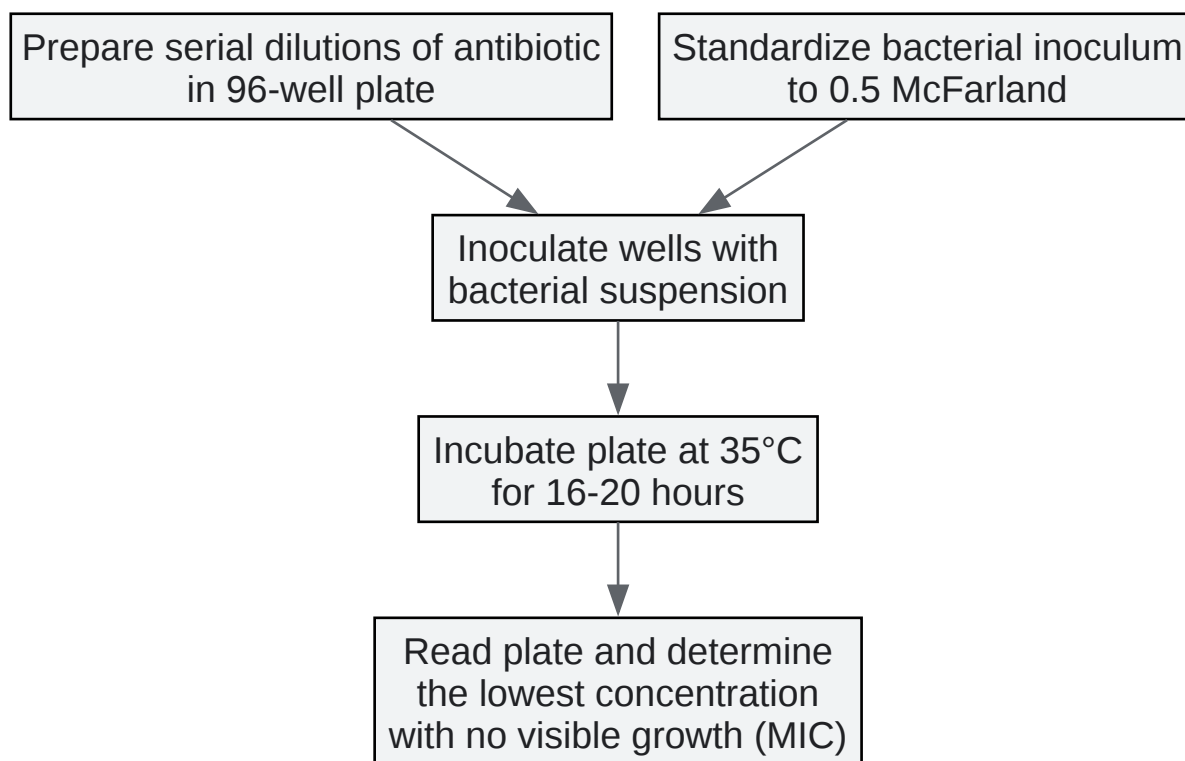 Prepare serial dilutions of antibiotic
in 96-well plate
Standardize bacterial inoculum
to 0.5 McFarland
Inoculate wells with
bacterial suspension
Incubate plate at 35°C
for 16-20 hours
Read plate and determine
the lowest concentration
with no visible growth (MIC)